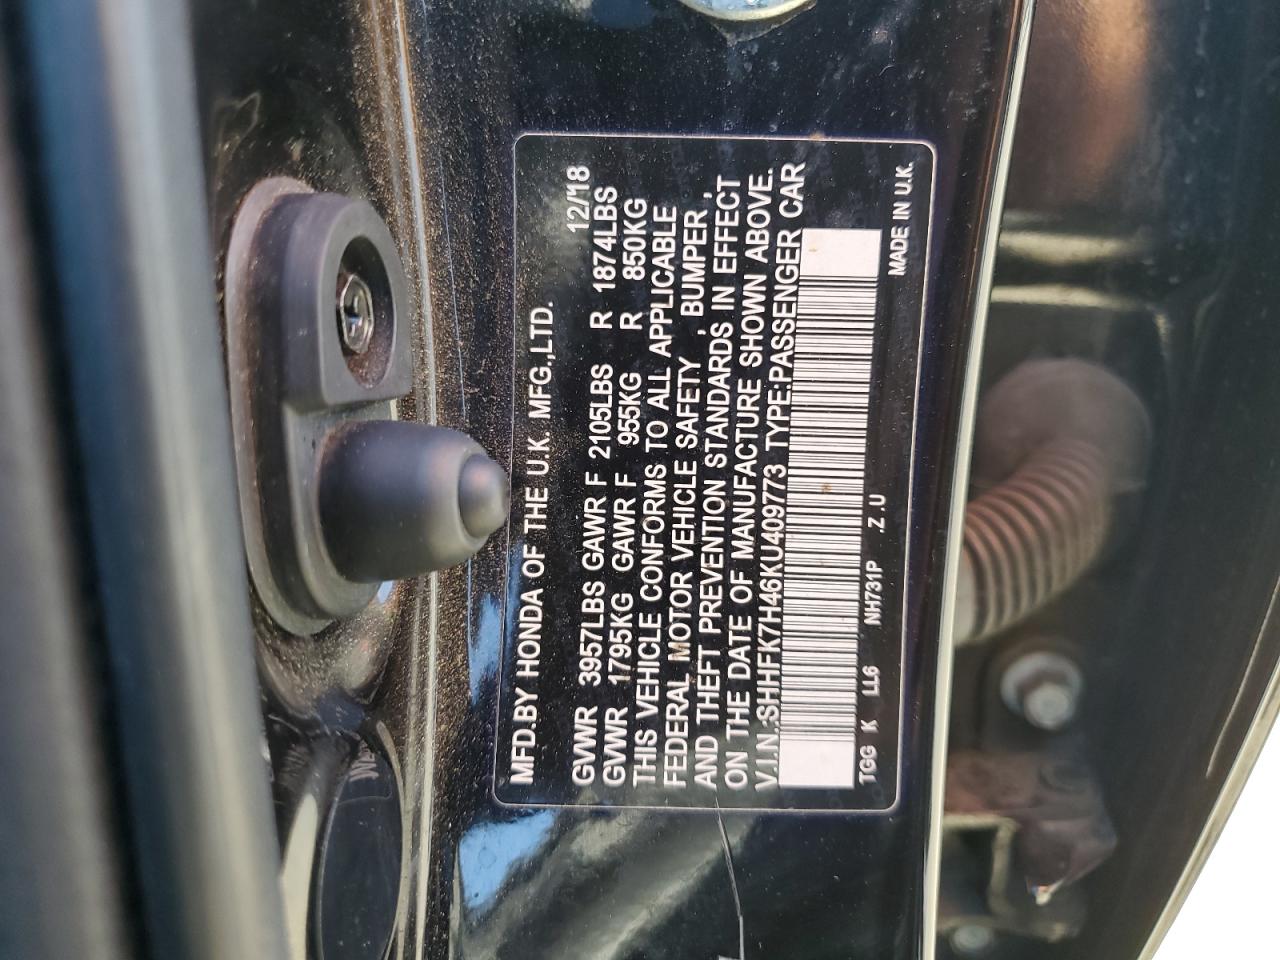 MFD.BY HONDA OF THE U.K. MFG.,LTD.
12/18
GVWR 3957LBS GAWR F 2105LBS R 1874LBS
GVWR 1795KG GAWR F 955KG R 850KG
THIS VEHICLE CONFORMS TO ALL APPLICABLE
FEDERAL MOTOR VEHICLE SAFETY , BUMPER ,
AND THEFT PREVENTION STANDARDS IN EFFECT
ON THE DATE OF MANUFACTURE SHOWN ABOVE.
V.I.N.:SHHFK7H46KU409773 TYPE:PASSENGER CAR
TGG K LL6 NH731P Z .U
MADE IN U.K.